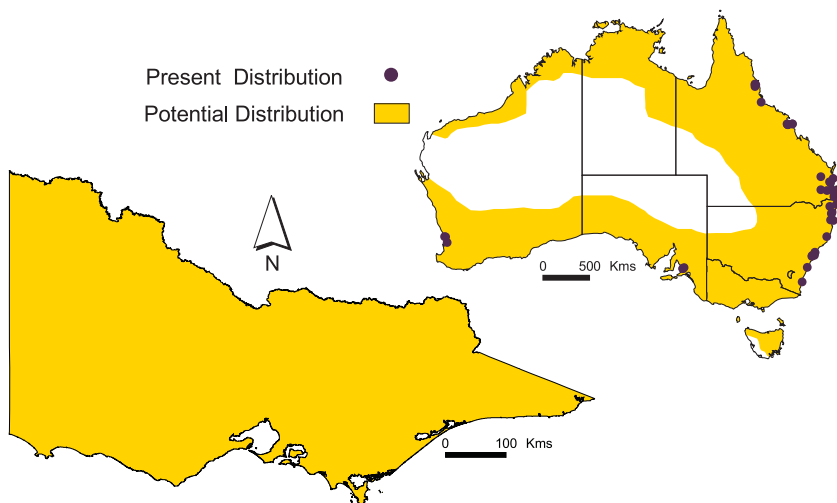 Present Distribution
Potential Distribution
N
0 500 Kms
0 100 Kms